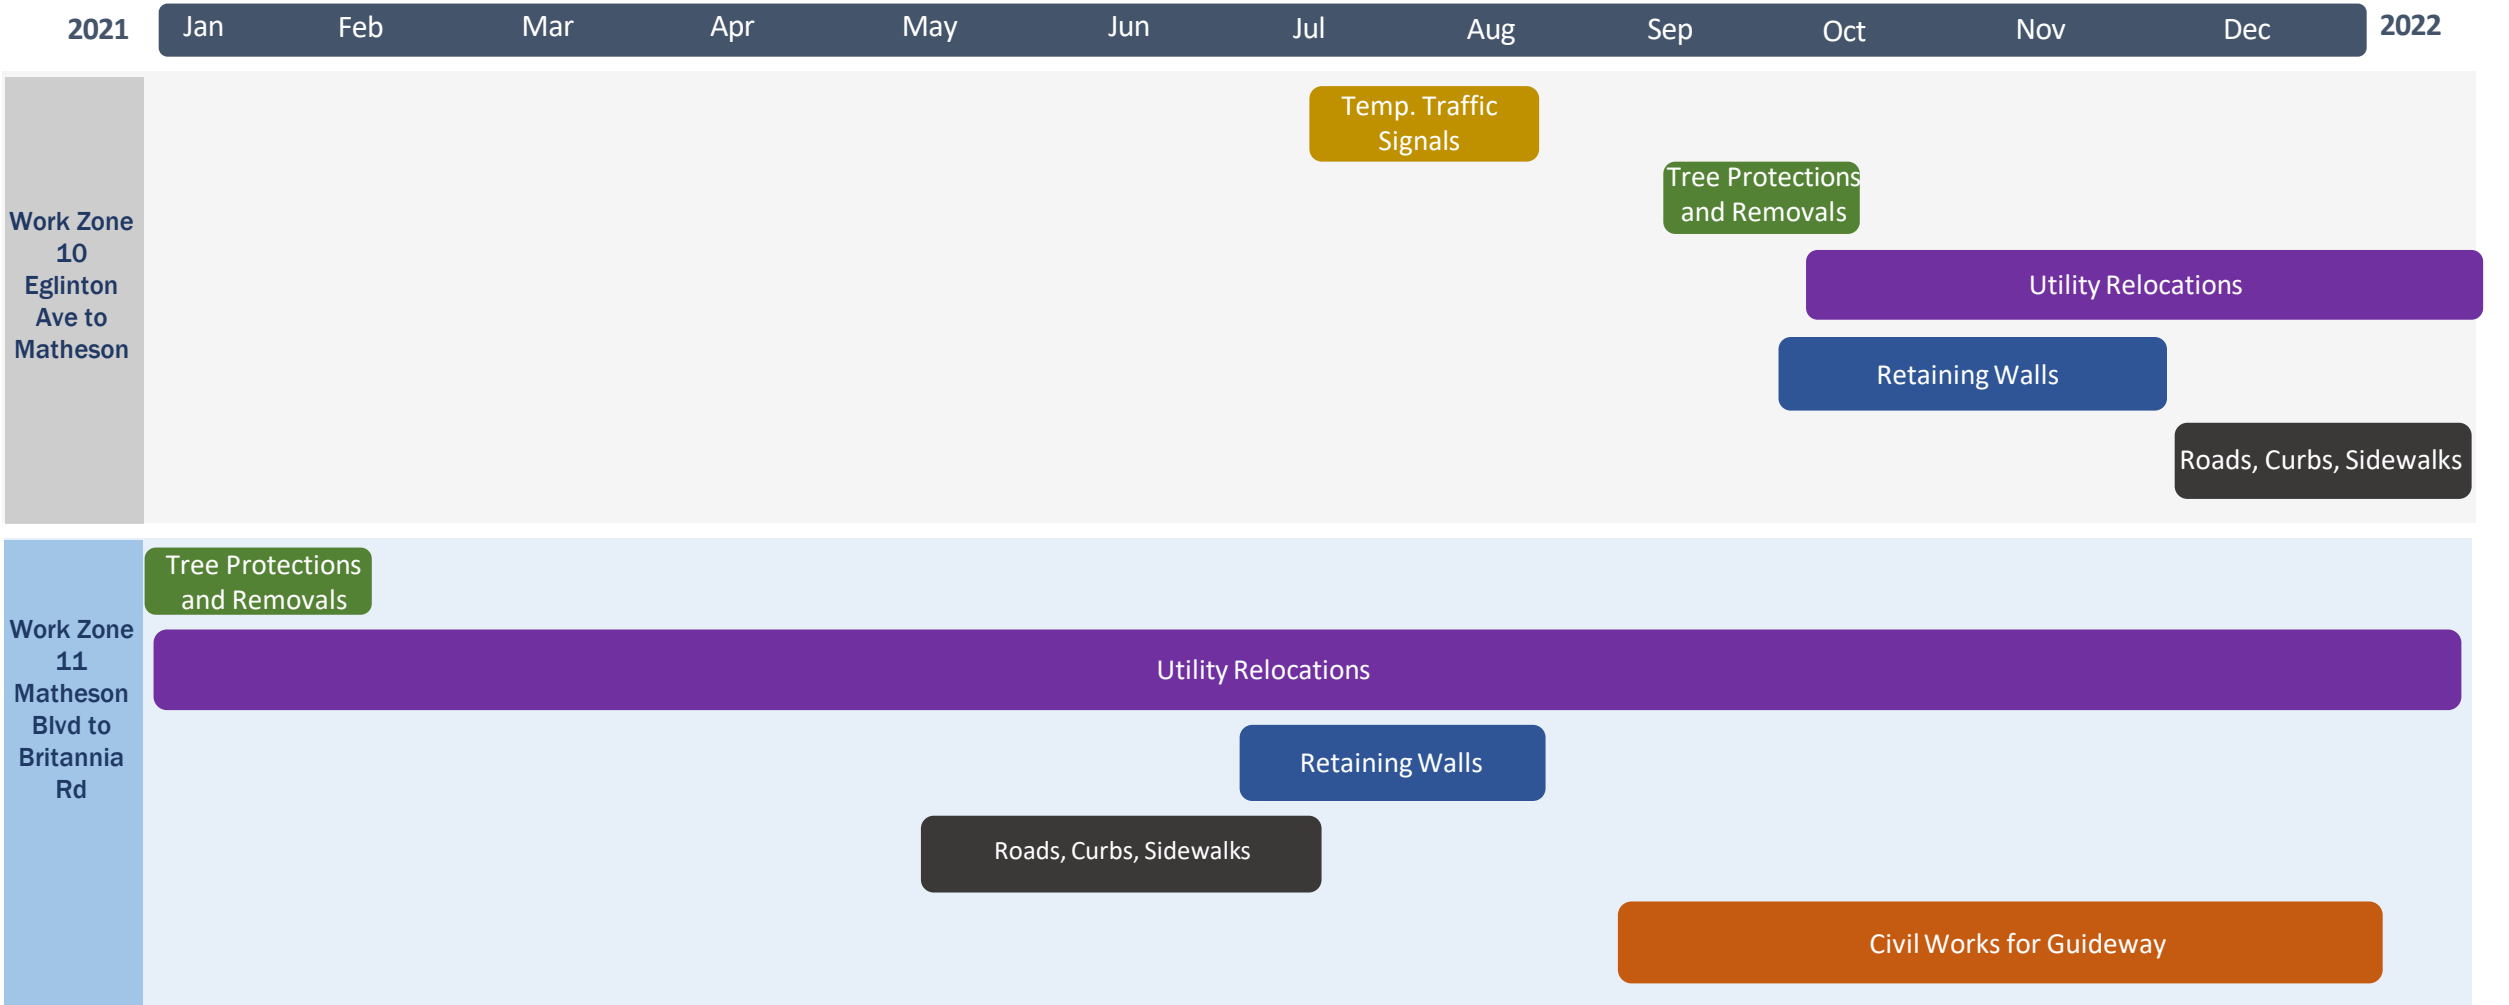 2021 Jan Feb Mar Apr May Jun Jul Aug Sep Oct Nov Dec 2022
Work Zone
10
Eglinton
Ave to
Matheson
Temp. Traffic
Signals
Tree Protections
and Removals
Utility Relocations
Retaining Walls
Roads, Curbs, Sidewalks
Work Zone
11
Matheson
Blvd to
Britannia
Rd
Tree Protections
and Removals
Utility Relocations
Retaining Walls
Roads, Curbs, Sidewalks
Civil Works for Guideway